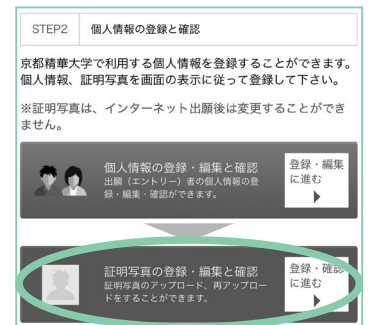 STEP2 個人情報の登録と確認
京都精華大学で利用する個人情報を登録することができます。
個人情報、証明写真を画面の表示に従って登録して下さい。
※証明写真は、インターネット出願後は変更することができ
ません。
個人情報の登録・編集と確認
出願（エントリー）者の個人情報の登
録・編集・確認ができます。
登録・編集
に進む
証明写真の登録・編集と確認
証明写真のアップロード、再アップロー
ドをすることができます。
登録・確認
に進む